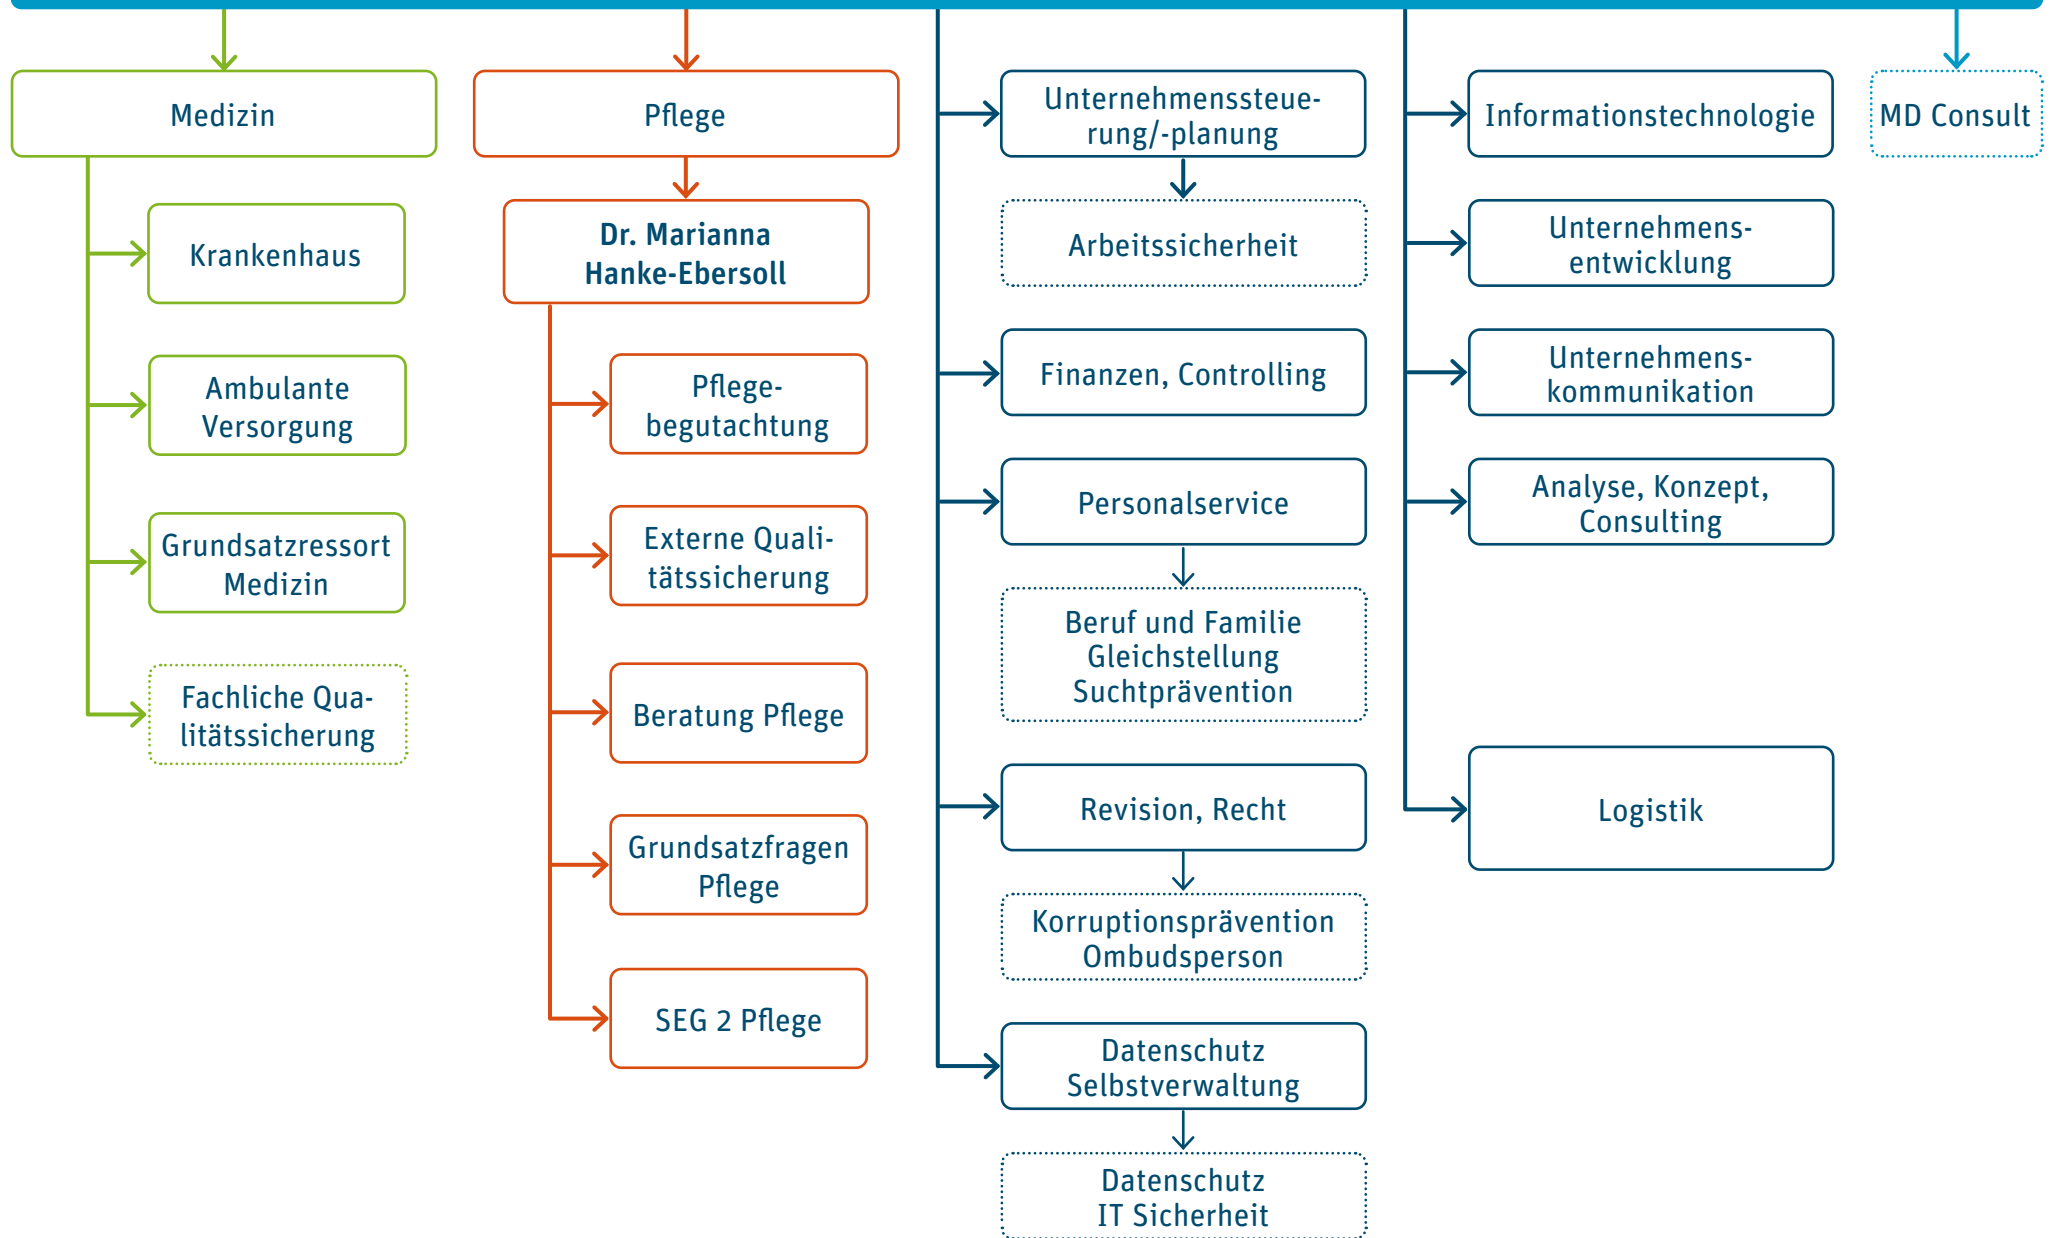 Medizin
Krankenhaus
Ambulante
Versorgung
Grundsatzressort
Medizin
Fachliche Qua-
litätssicherung
Pflege
Dr. Marianna
Hanke-Ebersoll
Pflege-
begutachtung
Externe Quali-
tätssicherung
Beratung Pflege
Grundsatzfragen
Pflege
SEG 2 Pflege
Unternehmenssteue-
rung/-planung
Arbeitssicherheit
Finanzen, Controlling
Personalservice
Beruf und Familie
Gleichstellung
Suchtprävention
Revision, Recht
Korruptionsprävention
Ombudsperson
Datenschutz
Selbstverwaltung
Datenschutz
IT Sicherheit
Informationstechnologie
Unternehmens-
entwicklung
Unternehmens-
kommunikation
Analyse, Konzept,
Consulting
Logistik
MD Consult